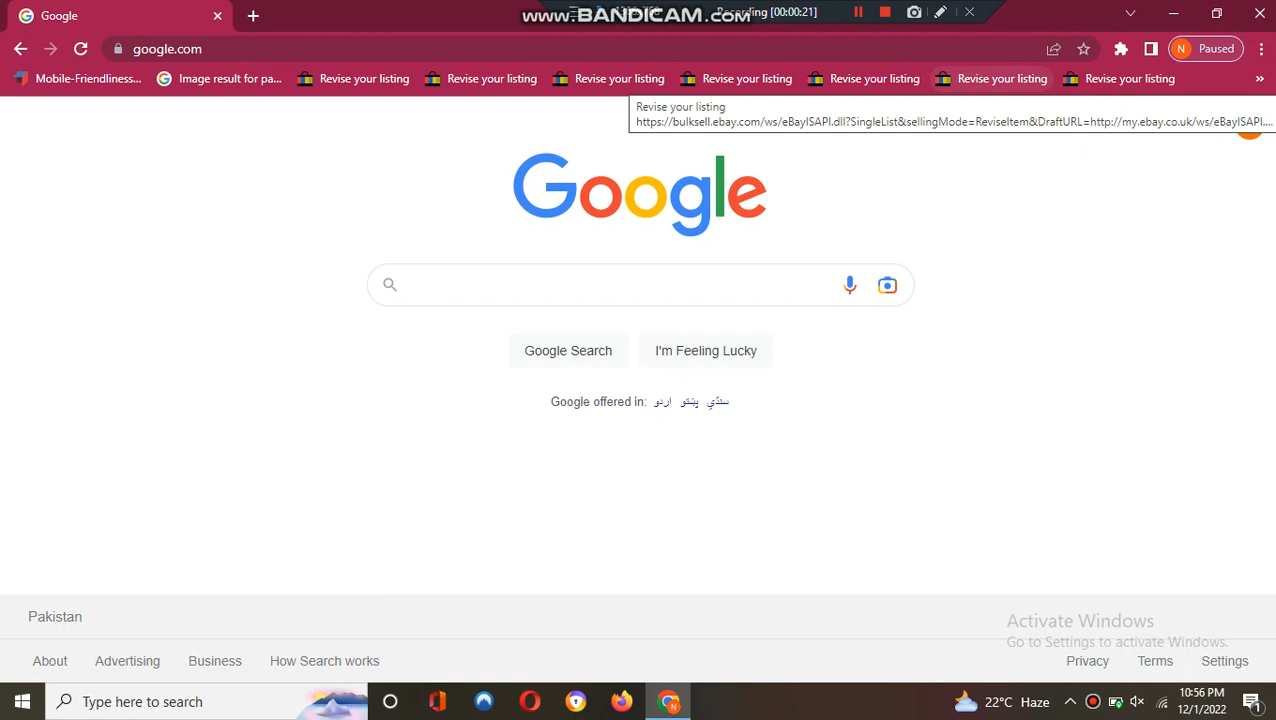 Google
www.BANDICAM.com
Recording [00:00:21]
google.com
N Paused
Mobile-Friendliness...
Image result for pa...
Revise your listing
Revise your listing
Revise your listing
Revise your listing
Revise your listing
Revise your listing
Revise your listing
»
Revise your listing
https://bulksell.ebay.com/ws/eBayISAPI.dll?SingleList&sellingMode=ReviseItem&DraftURL=http://my.ebay.co.uk/ws/eBayISAPI....
Google
Google Search
I'm Feeling Lucky
Google offered in: اردو پښتو سنڌي
Pakistan
Activate Windows
Go to Settings to activate Windows.
About
Advertising
Business
How Search works
Privacy
Terms
Settings
Type here to search
N
22°C Haze
10:56 PM
12/1/2022
1